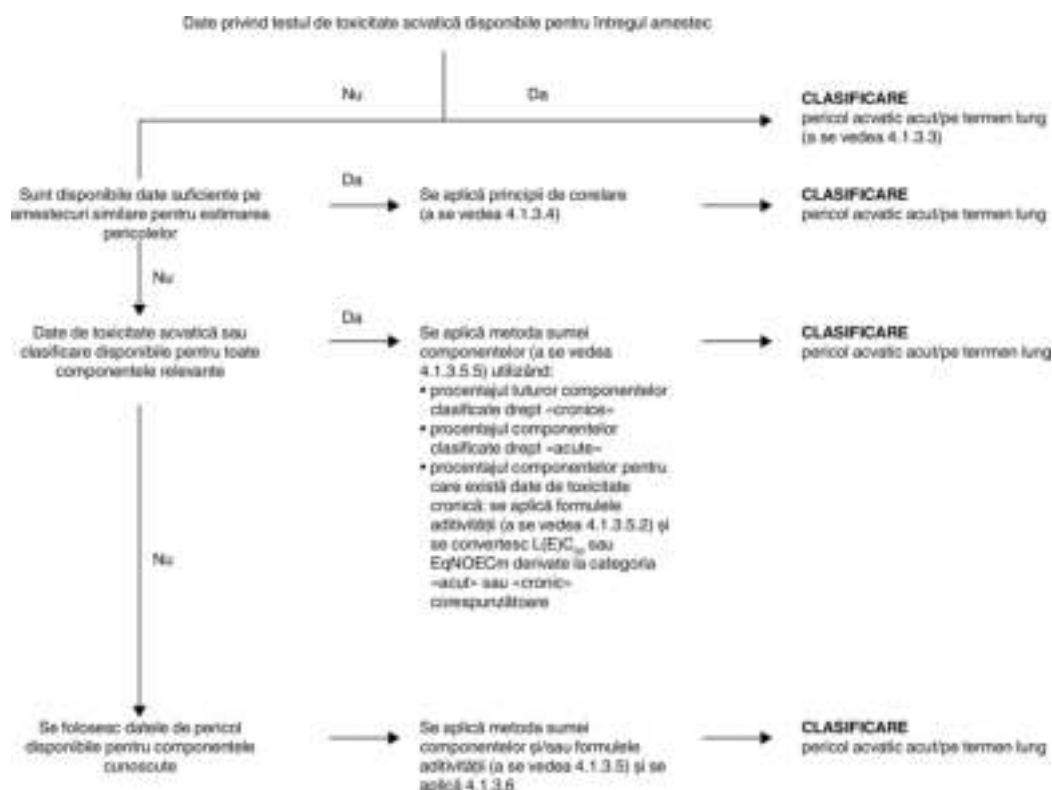 Date privind testul de toxicitate acvatică disponibile pentru întregul amestec
Nu
Da
CLASIFICARE
pericol acvatic acut/pe termen lung
(a se vedea 4.1.3.3)
Sunt disponibile date suficiente pe
amestecuri similare pentru estimarea
pericolelor
Da
Se aplică principii de corelare
(a se vedea 4.1.3.4)
CLASIFICARE
pericol acvatic acut/pe termen lung
Nu
Date de toxicitate acvatică sau
clasificare disponibile pentru toate
componentele relevante
Da
Se aplică metoda sumei
componentelor (a se vedea
4.1.3.5.5) utilizând:
• procentajul tuturor componentelor
clasificate drept «cronice»
• procentajul componentelor
clasificate drept «acute»
• procentajul componentelor pentru
care există date de toxicitate
cronică: se aplică formulele
aditivității (a se vedea 4.1.3.5.2) și
se convertesc L(E)C50 sau
EqNOECm derivate la categoria
«acut» sau «cronic»
corespunzătoare
CLASIFICARE
pericol acvatic acut/pe terrmen lung
Nu
Se folosesc datele de pericol
disponibile pentru componentele
cunoscute
Se aplică metoda sumei
componentelor și/sau formulele
aditivității (a se vedea 4.1.3.5) și se
aplică 4.1.3.6
CLASIFICARE
pericol acvatic acut/pe termen lung